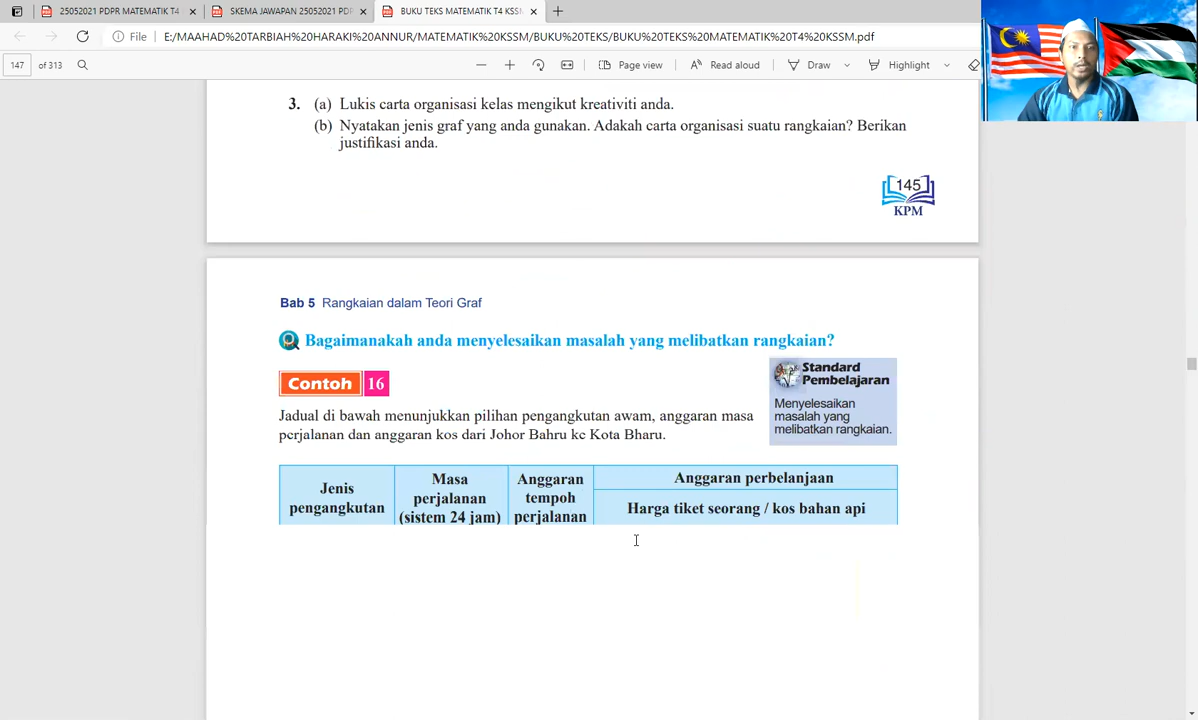 25052021 PDPR MATEMATIK T4
SKEMA JAWAPAN 25052021 PDP
BUKU TEKS MATEMATIK T4 KSSM
File
E:/MAAHAD%20TARBIAH%20HARAKI%20ANNUR/MATEMATIK%20KSSM/BUKU%20TEKS/BUKU%20TEKS%20MATEMATIK%20T4%20KSSM.pdf
147 of 313
Page view
Read aloud
Draw
Highlight
3. (a) Lukis carta organisasi kelas mengikut kreativiti anda.
(b) Nyatakan jenis graf yang anda gunakan. Adakah carta organisasi suatu rangkaian? Berikan
justifikasi anda.
145
KPM
Bab 5 Rangkaian dalam Teori Graf
Bagaimanakah anda menyelesaikan masalah yang melibatkan rangkaian?
Contoh 16
Jadual di bawah menunjukkan pilihan pengangkutan awam, anggaran masa
perjalanan dan anggaran kos dari Johor Bahru ke Kota Bharu.
Standard
Pembelajaran
Menyelesaikan
masalah yang
melibatkan rangkaian.
Jenis
pengangkutan
Masa
perjalanan
(sistem 24 jam)
Anggaran
tempoh
perjalanan
Anggaran perbelanjaan
Harga tiket seorang / kos bahan api